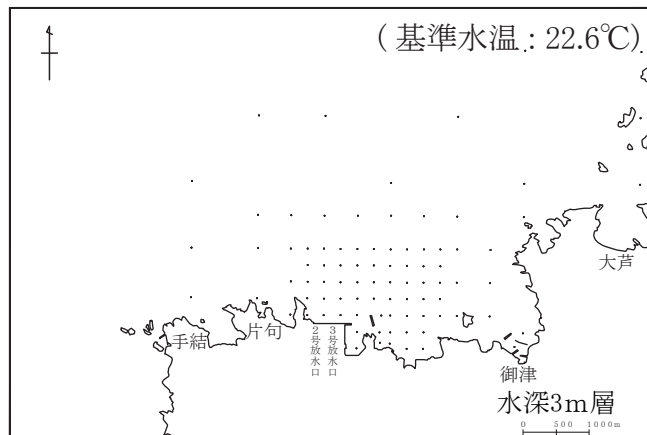 (基準水温：22.6℃)
大芦
手結
片句
2号放水口
3号放水口
御津
水深3m層
0 500 1000m